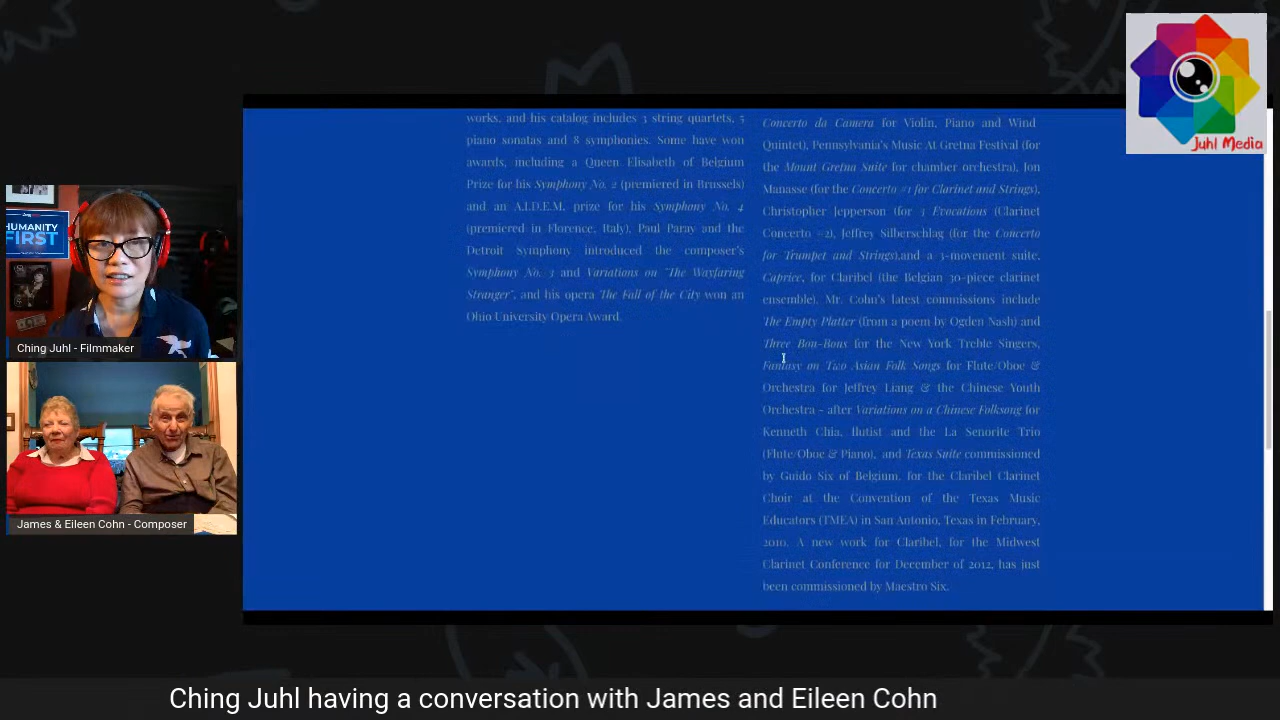 Juhl Media
HUMANITY
FIRST
Ching Juhl - Filmmaker
James & Eileen Cohn - Composer
works, and his catalog includes 3 string quartets, 5
piano sonatas and 8 symphonies. Some have won
awards, including a Queen Elisabeth of Belgium
Prize for his Symphony No. 2 (premiered in Brussels)
and an A.I.D.E.M. prize for his Symphony No. 4
(premiered in Florence, Italy). Paul Paray and the
Detroit Symphony introduced the composer's
Symphony No. 3 and Variations on "The Wayfaring
Stranger", and his opera The Fall of the City won an
Ohio University Opera Award.
Concerto da Camera for Violin, Piano and Wind
Quintet), Pennsylvania's Music At Gretna Festival (for
the Mount Gretna Suite for chamber orchestra), Jon
Manasse (for the Concerto #1 for Clarinet and Strings),
Christopher Jepperson (for 3 Evocations (Clarinet
Concerto #2), Jeffrey Silberschlag (for the Concerto
for Trumpet and Strings),and a 3-movement suite,
Caprice, for Claribel (the Belgian 30-piece clarinet
ensemble). Mr. Cohn's latest commissions include
The Empty Platter (from a poem by Ogden Nash) and
Three Bon-Bons for the New York Treble Singers,
Fantasy on Two Asian Folk Songs for Flute/Oboe &
Orchestra for Jeffrey Liang & the Chinese Youth
Orchestra - after Variations on a Chinese Folksong for
Kenneth Chia, flutist and the La Senorite Trio
(Flute/Oboe & Piano), and Texas Suite commissioned
by Guido Six of Belgium, for the Claribel Clarinet
Choir at the Convention of the Texas Music
Educators (TMEA) in San Antonio, Texas in February,
2010. A new work for Claribel, for the Midwest
Clarinet Conference for December of 2012, has just
been commissioned by Maestro Six.
Ching Juhl having a conversation with James and Eileen Cohn